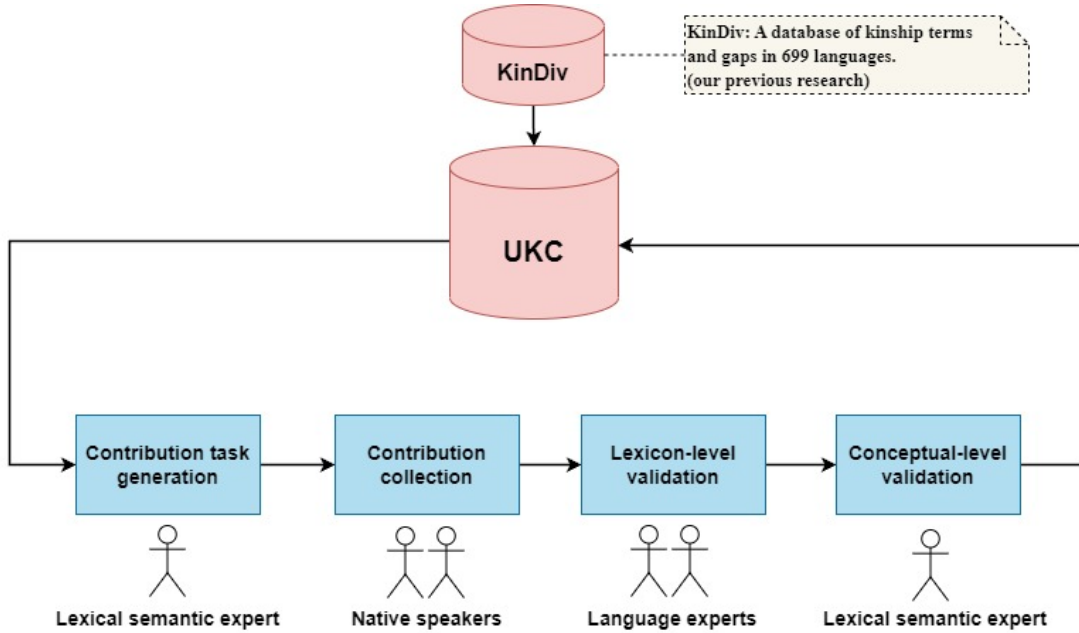 KinDiv: A database of kinship terms
and gaps in 699 languages.
(our previous research)
KinDiv
UKC
Contribution task
generation
Contribution
collection
Lexicon-level
validation
Conceptual-level
validation
Lexical semantic expert
Native speakers
Language experts
Lexical semantic expert